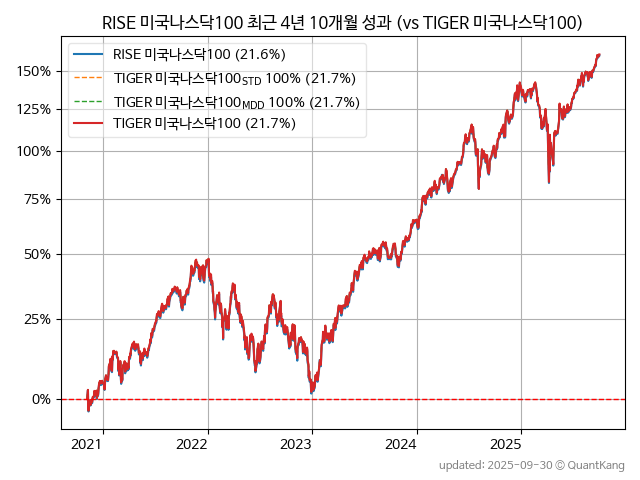 RISE 미국나스닥100 최근 4년 10개월 성과 (vs TIGER 미국나스닥100)
RISE 미국나스닥100 (21.6%)
TIGER 미국나스닥100STD 100% (21.7%)
TIGER 미국나스닥100MDD 100% (21.7%)
TIGER 미국나스닥100 (21.7%)
150%
125%
100%
75%
50%
25%
0%
2021 2022 2023 2024 2025
updated: 2025-09-30 © QuantKang